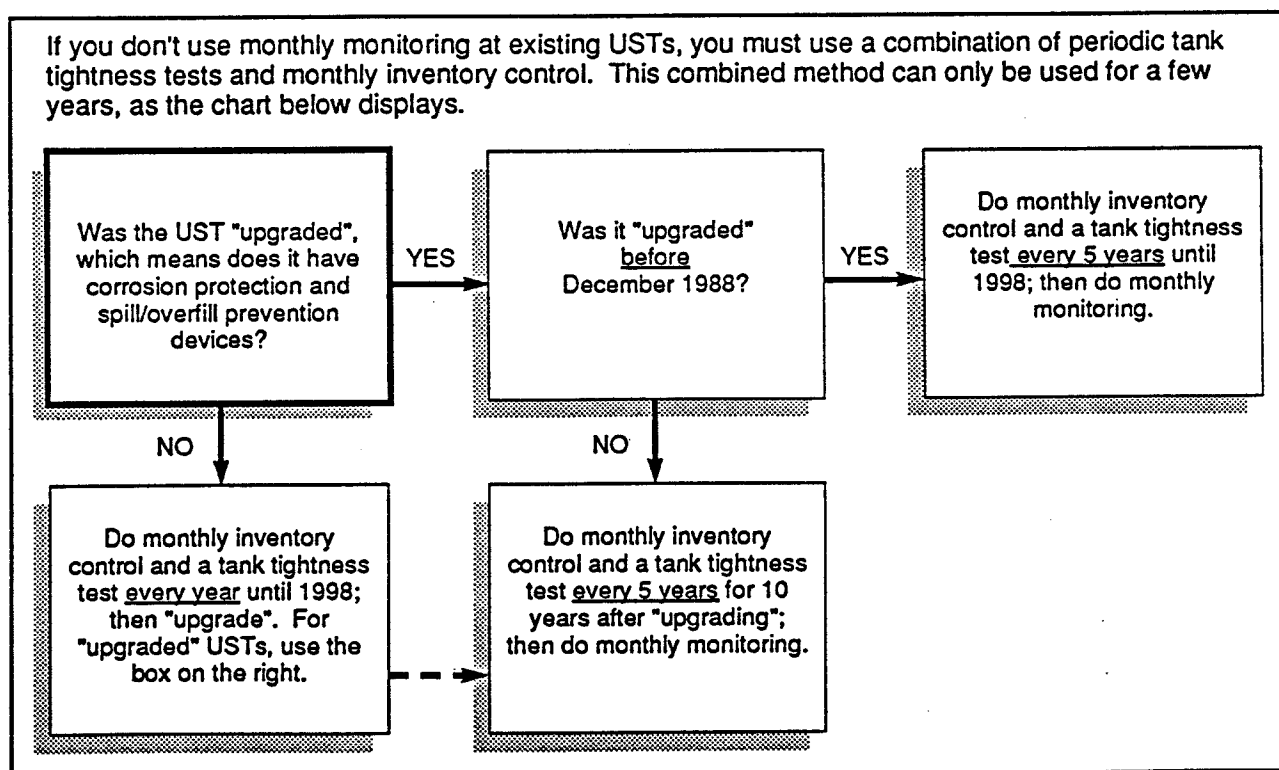 If you don't use monthly monitoring at existing USTs, you must use a combination of periodic tank
tightness tests and monthly inventory control.  This combined method can only be used for a few
years, as the chart below displays.
Was the UST "upgraded",
which means does it have
corrosion protection and
spill/overfill prevention
devices?
YES
Was it "upgraded"
before
December 1988?
YES
Do monthly inventory
control and a tank tightness
test every 5 years until
1998; then do monthly
monitoring.
NO
NO
Do monthly inventory
control and a tank tightness
test every year until 1998;
then "upgrade".  For
"upgraded" USTs, use the
box on the right.
Do monthly inventory
control and a tank tightness
test every 5 years for 10
years after "upgrading";
then do monthly monitoring.